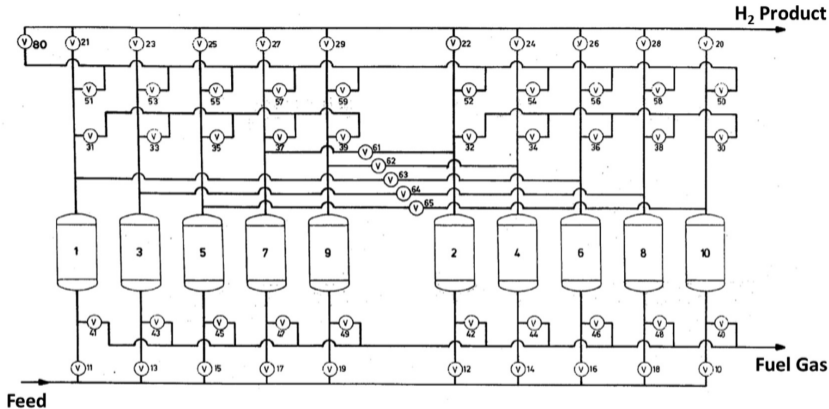 H2 Product
80 21 23 25 27 29 22 24 26 28 20
V V V V V V V V V V V
V V V V V V V V V V
51 53 55 57 59 52 54 56 58 50
V V V V V V V V V V
31 33 35 37 39 32 34 36 38 30
V 61
V 62
V 63
V 64
V 65
1 3 5 7 9 2 4 6 8 10
V V V V V V V V V V
41 43 45 47 49 42 44 46 48 40
V 11 V 13 V 15 V 17 V 19 V 12 V 14 V 16 V 18 V 10
Fuel Gas
Feed